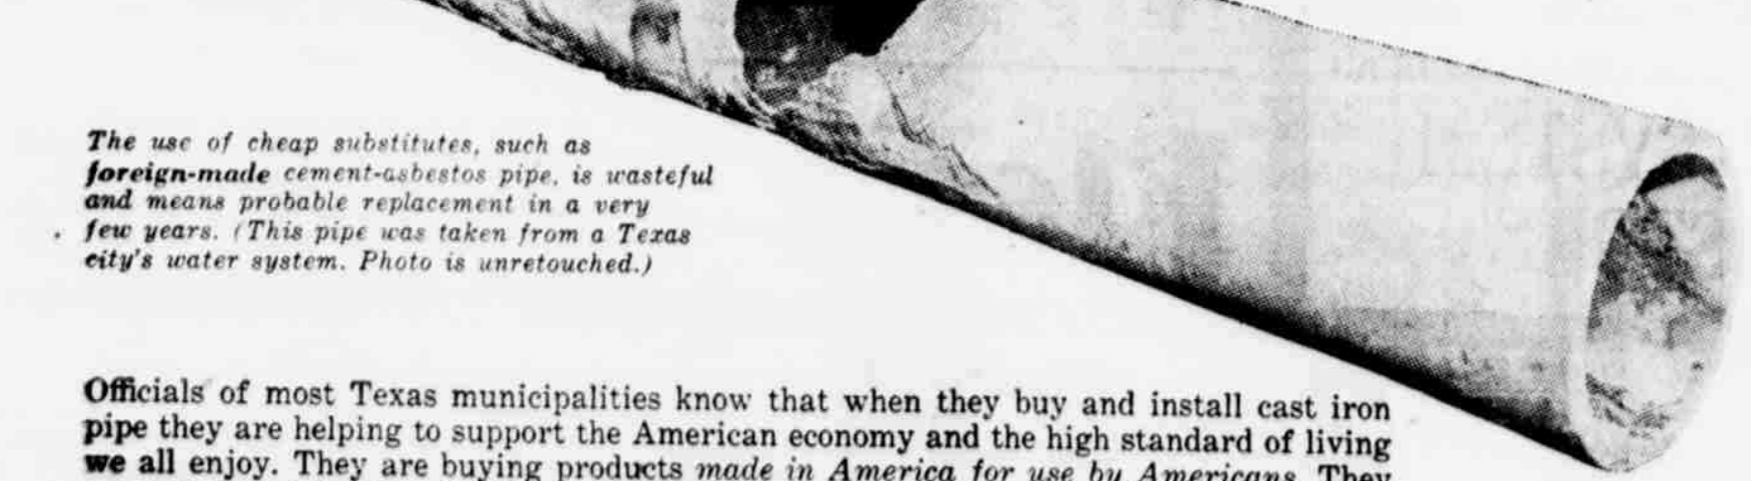 The use of cheap substitutes, such as
foreign-made cement-asbestos pipe, is wasteful
and means probable replacement in a very
few years. (This pipe was taken from a Texas
city's water system. Photo is unretouched.)
Officials of most Texas municipalities know that when they buy and install cast iron
pipe they are helping to support the American economy and the high standard of living
we all enjoy. They are buying products made in America for use by Americans. They